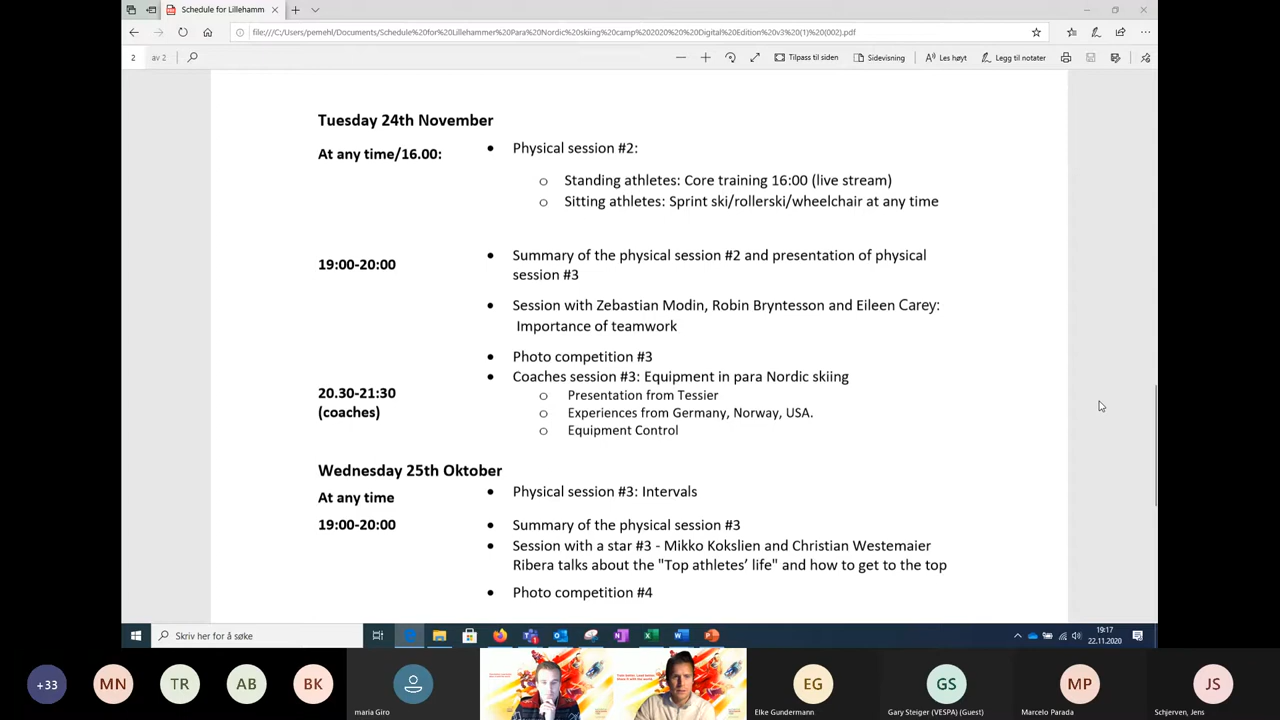 Schedule for Lillehamm
file:///C:/Users/pemehl/Documents/Schedule%20for%20Lillehammer%20Para%20Nordic%20skiing%20camp%202020%20%20Digital%20Edition%20v3%20(1)%20(002).pdf
2 av 2
Tilpass til siden
Sidevisning
Les høyt
Legg til notater
Tuesday 24th November
At any time/16.00:
• Physical session #2:
o Standing athletes: Core training 16:00 (live stream)
o Sitting athletes: Sprint ski/rollerski/wheelchair at any time
19:00-20:00
• Summary of the physical session #2 and presentation of physical
session #3
• Session with Zebastian Modin, Robin Bryntesson and Eileen Carey:
Importance of teamwork
• Photo competition #3
• Coaches session #3: Equipment in para Nordic skiing
20.30-21:30
(coaches)
o Presentation from Tessier
o Experiences from Germany, Norway, USA.
o Equipment Control
Wednesday 25th Oktober
At any time
• Physical session #3: Intervals
19:00-20:00
• Summary of the physical session #3
• Session with a star #3 - Mikko Kokslien and Christian Westemaier
Ribera talks about the "Top athletes’ life" and how to get to the top
• Photo competition #4
Skriv her for å søke
19:17
22.11.2020
+33
MN
TR
AB
BK
maria Giro
EG
Elke Gundermann
GS
Gary Steiger (VESPA) (Guest)
MP
Marcelo Parada
JS
Schjerven, Jens